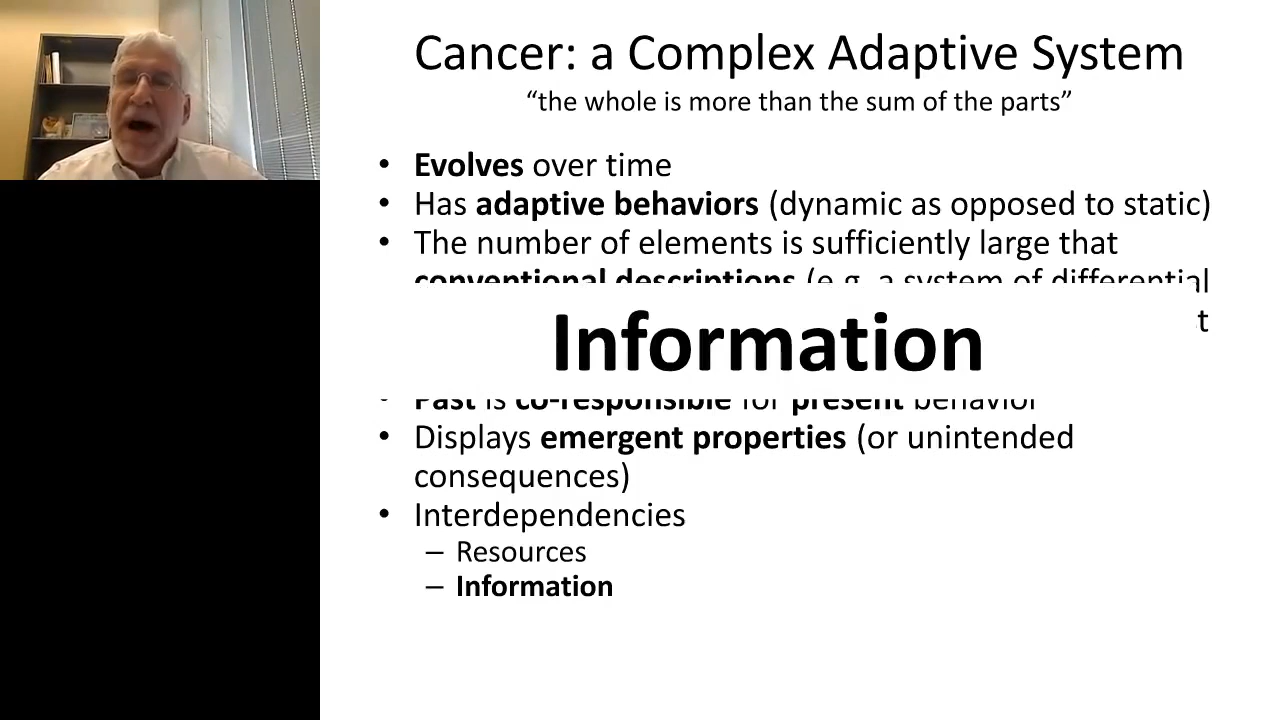 Cancer: a Complex Adaptive System
“the whole is more than the sum of the parts”
• Evolves over time
• Has adaptive behaviors (dynamic as opposed to static)
• The number of elements is sufficiently large that
conventional descriptions (e.g. a system of differential
t
Information
• Past is co-responsible for present behavior
• Displays emergent properties (or unintended
consequences)
• Interdependencies
– Resources
– Information